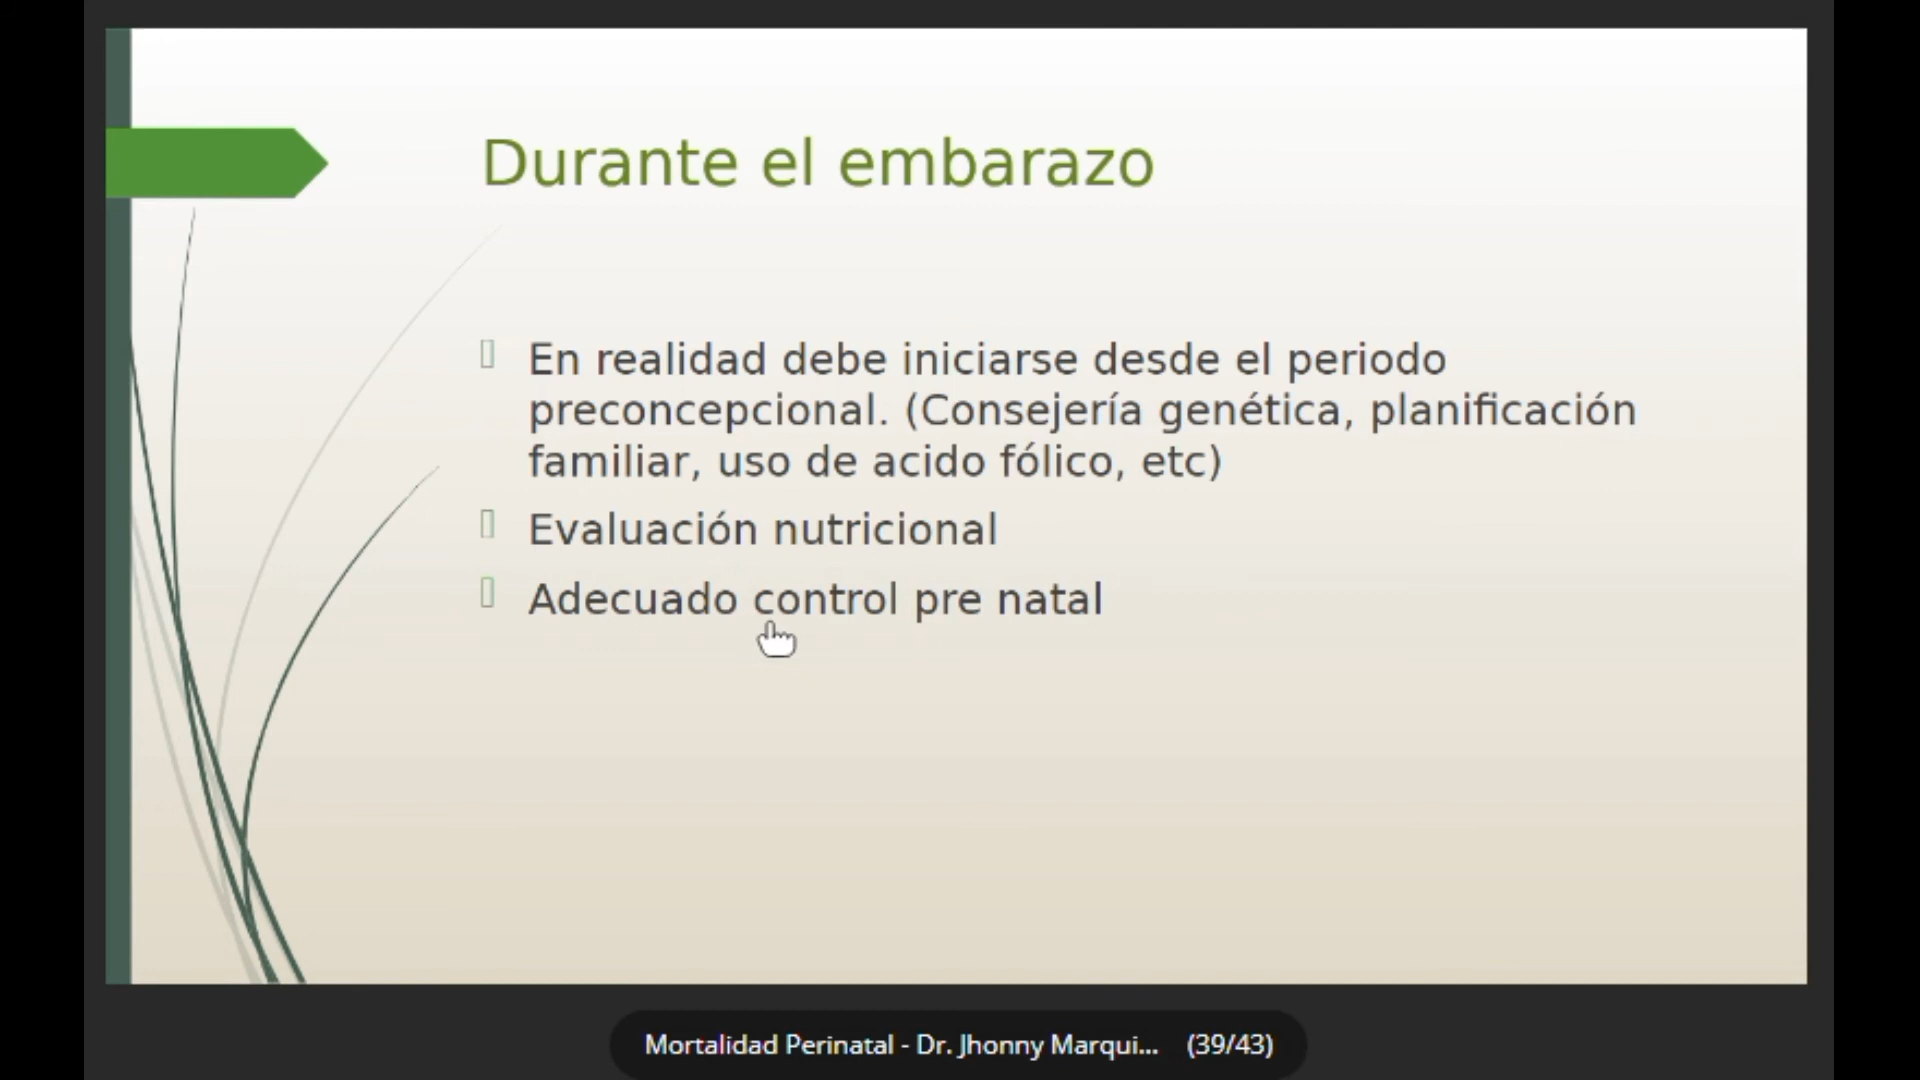 Durante el embarazo
En realidad debe iniciarse desde el periodo
preconcepcional. (Consejería genética, planificación
familiar, uso de acido fólico, etc)
Evaluación nutricional
Adecuado control pre natal
Mortalidad Perinatal - Dr. Jhonny Marqui... (39/43)